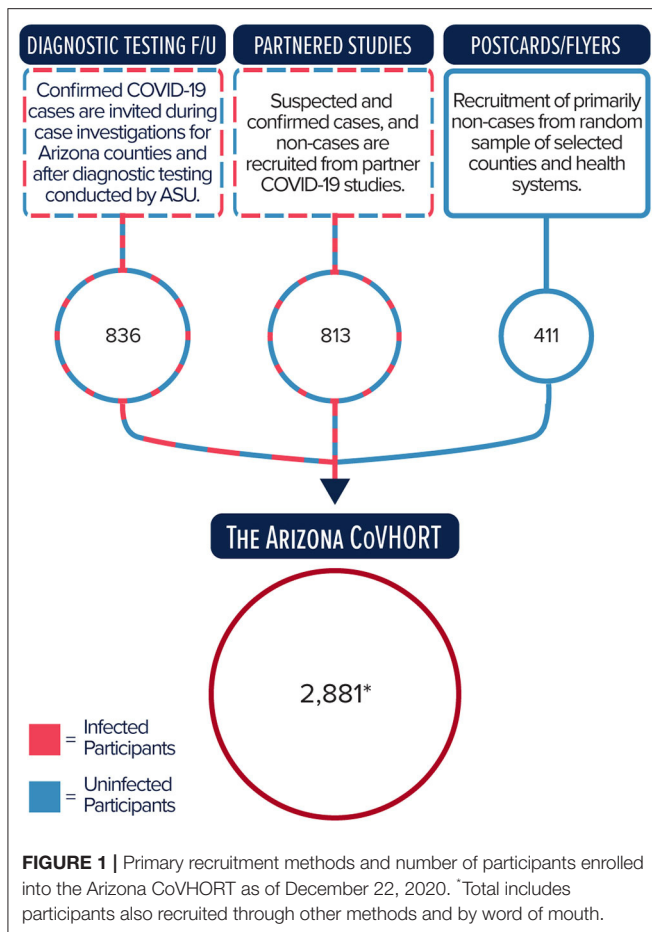 DIAGNOSTIC TESTING F/U
Confirmed COVID-19
cases are invited during
case investigations for
Arizona counties and
after diagnostic testing
conducted by ASU.
PARTNERED STUDIES
Suspected and
confirmed cases, and
non-cases are
recruited from partner
COVID-19 studies.
POSTCARDS/FLYERS
Recruitment of primarily
non-cases from random
sample of selected
counties and health
systems.
836
813
411
THE ARIZONA COVHORT
2,881*
= Infected
Participants
= Uninfected
Participants
FIGURE 1 | Primary recruitment methods and number of participants enrolled
into the Arizona CoVHORT as of December 22, 2020. *Total includes
participants also recruited through other methods and by word of mouth.